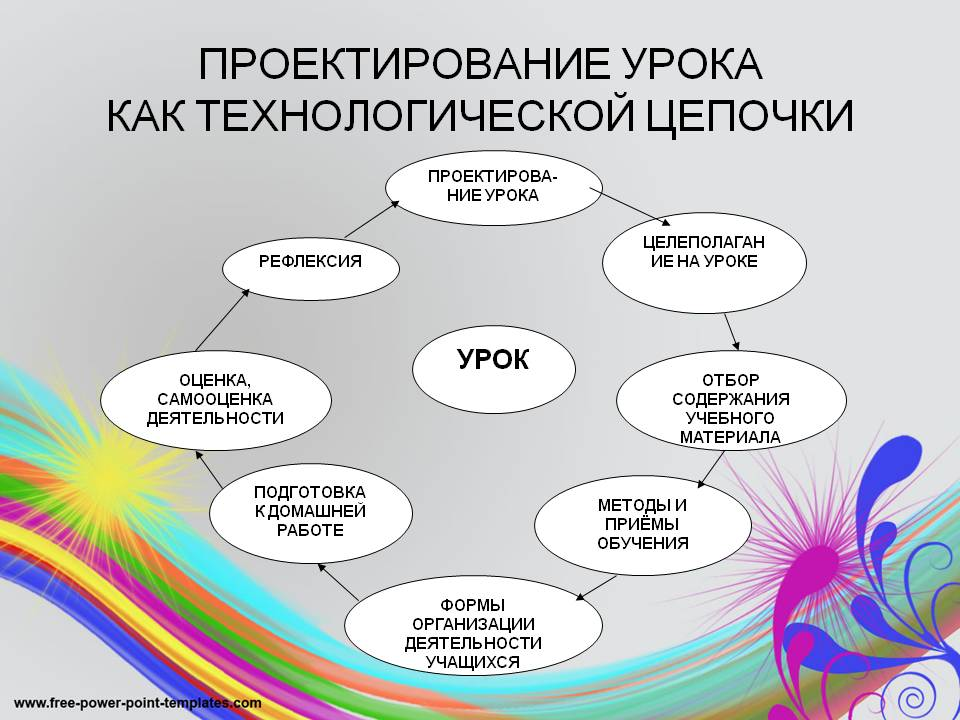 ПРОЕКТИРОВАНИЕ УРОКА
КАК ТЕХНОЛОГИЧЕСКОЙ ЦЕПОЧКИ
ПРОЕКТИРОВА-
НИЕ УРОКА
ЦЕЛЕПОЛАГАН
ИЕ НА УРОКЕ
ОТБОР
СОДЕРЖАНИЯ
УЧЕБНОГО
МАТЕРИАЛА
МЕТОДЫ И
ПРИЁМЫ
ОБУЧЕНИЯ
ФОРМЫ
ОРГАНИЗАЦИИ
ДЕЯТЕЛЬНОСТИ
УЧАЩИХСЯ
ПОДГОТОВКА
К ДОМАШНЕЙ
РАБОТЕ
ОЦЕНКА,
САМООЦЕНКА
ДЕЯТЕЛЬНОСТИ
РЕФЛЕКСИЯ
УРОК
www.free-power-point-templates.com